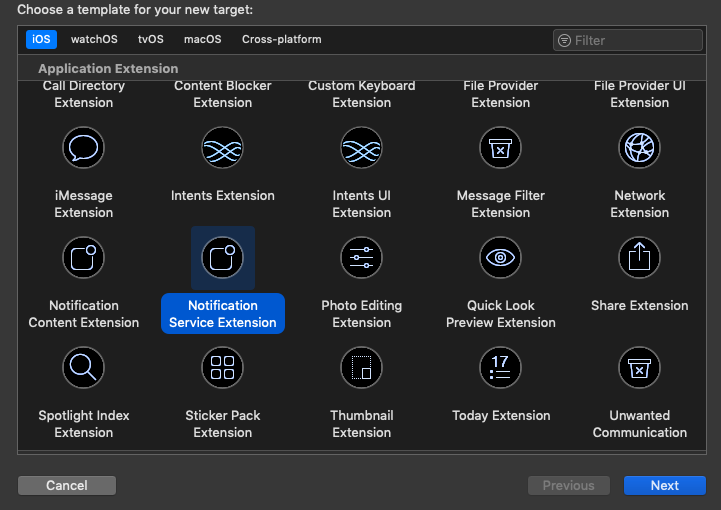 Choose a template for your new target:
iOS watchOS tvOS macOS Cross-platform Filter
Application Extension
Call Directory Extension
Content Blocker Extension
Custom Keyboard Extension
File Provider Extension
File Provider UI Extension
iMessage Extension
Intents Extension
Intents UI Extension
Message Filter Extension
Network Extension
Notification Content Extension
Notification Service Extension
Photo Editing Extension
Quick Look Preview Extension
Share Extension
Spotlight Index Extension
Sticker Pack Extension
Thumbnail Extension
17
Today Extension
Unwanted Communication
Cancel Previous Next